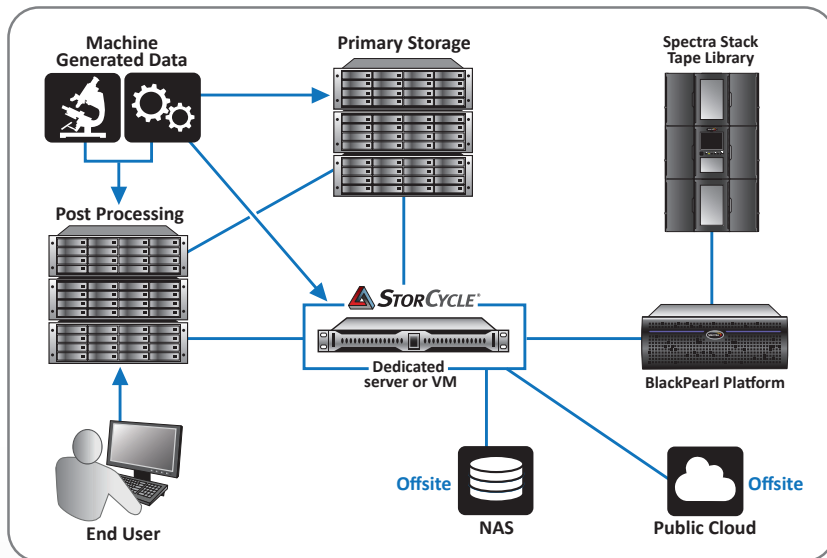 Machine
Generated Data
Primary Storage
Spectra Stack
Tape Library
Post Processing
STORCYCLE®
Dedicated
server or VM
BlackPearl Platform
Offsite
Offsite
End User
NAS
Public Cloud